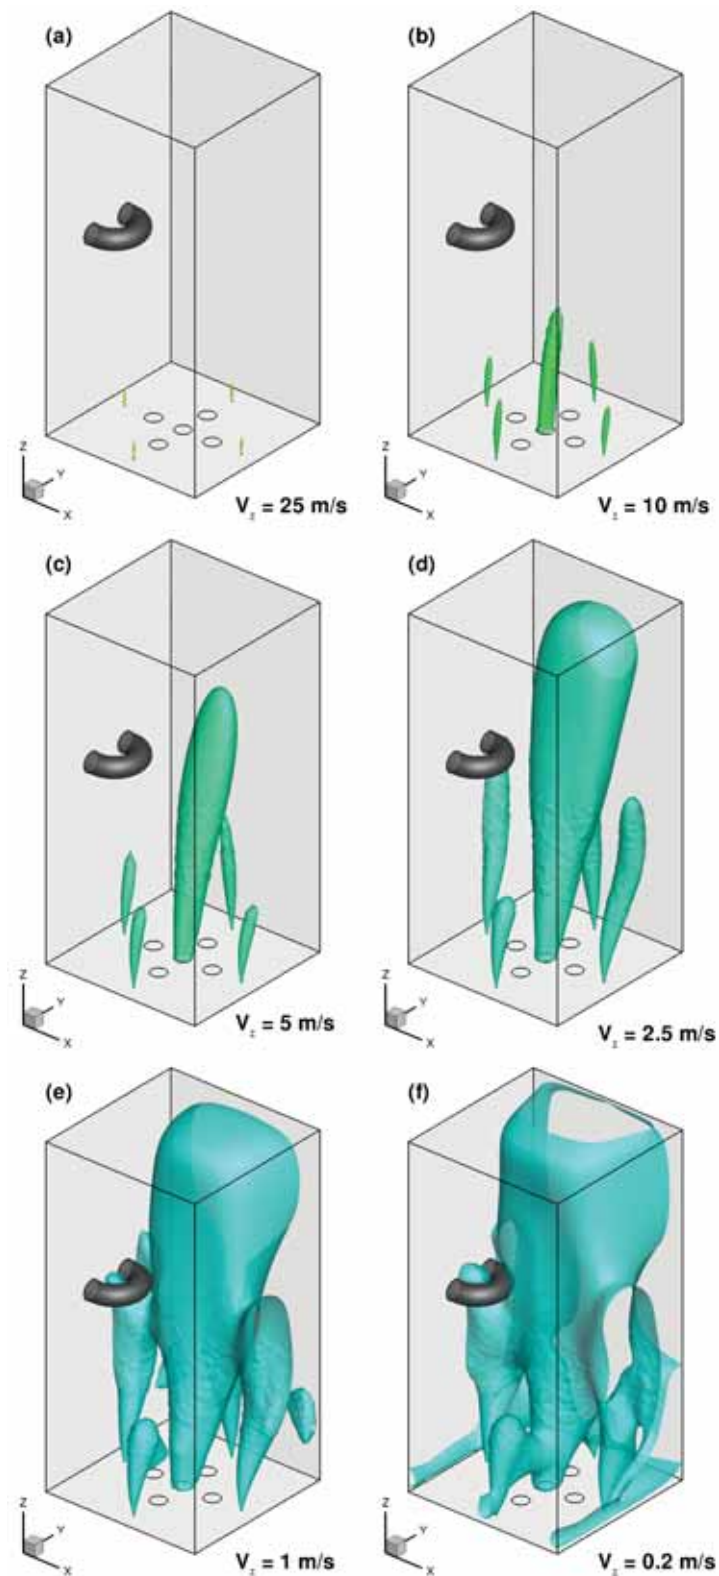 (a)
(b)
Z
Y
X
V_z = 25 m/s
Z
Y
X
V_z = 10 m/s
(c)
(d)
Z
Y
X
V_z = 5 m/s
Z
Y
X
V_z = 2.5 m/s
(e)
(f)
Z
Y
X
V_z = 1 m/s
Z
Y
X
V_z = 0.2 m/s